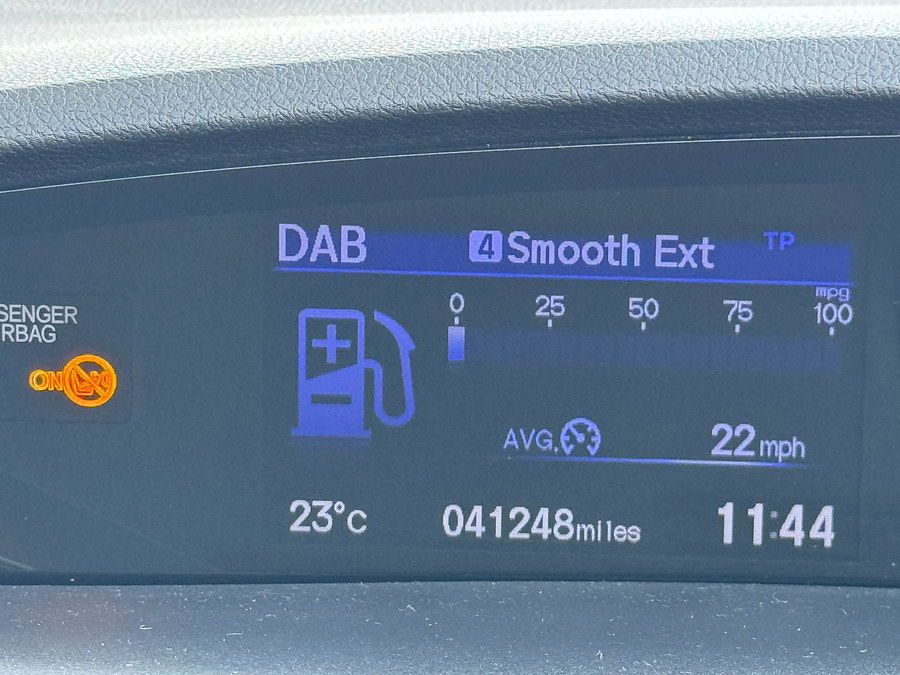 DAB 4 Smooth Ext TP
mpg
0 25 50 75 100
SENGER
RBAG
ON
AVG. 22 mph
23°C 041248 miles 11:44